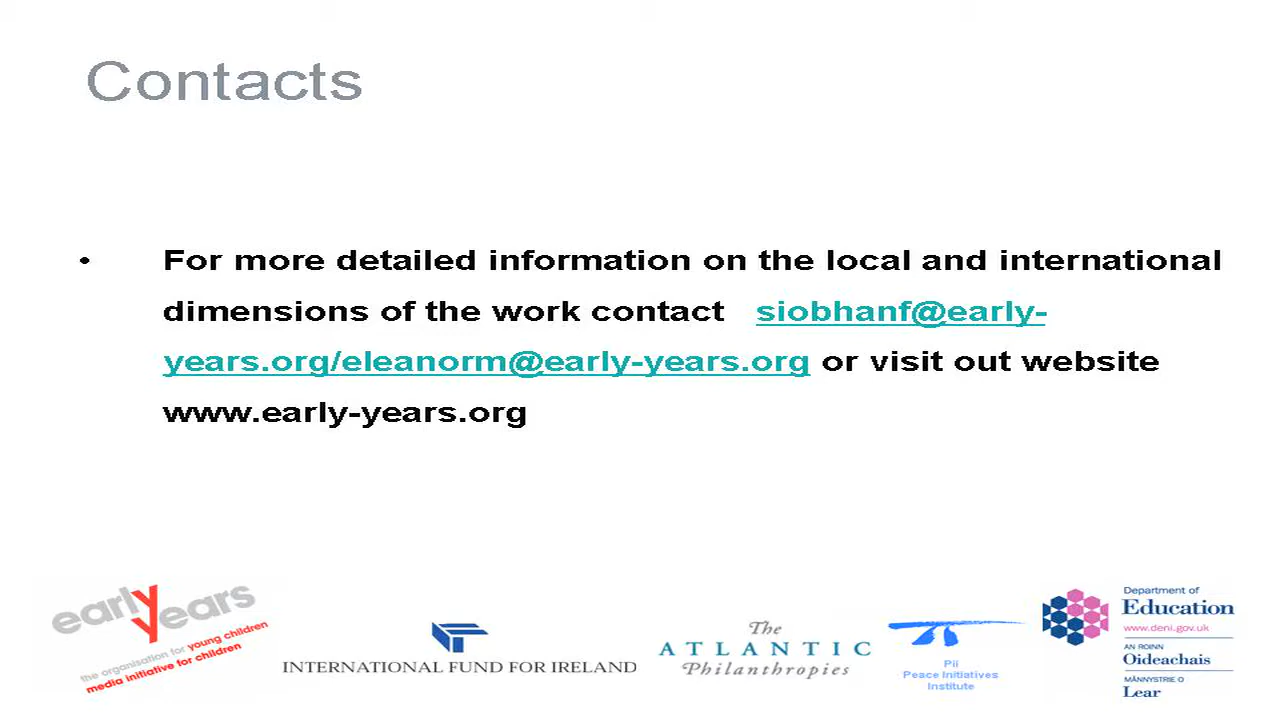 Contacts
• For more detailed information on the local and international
dimensions of the work contact siobhanf@early-
years.org/eleanorm@early-years.org or visit out website
www.early-years.org
early years
the organisation for young children
media initiative for children
INTERNATIONAL FUND FOR IRELAND
The
ATLANTIC
Philanthropies
Pii
Peace Initiatives
Institute
Department of
Education
www.deni.gov.uk
AN ROINN
Oideachais
MÄNNYSTRIE O
Lear